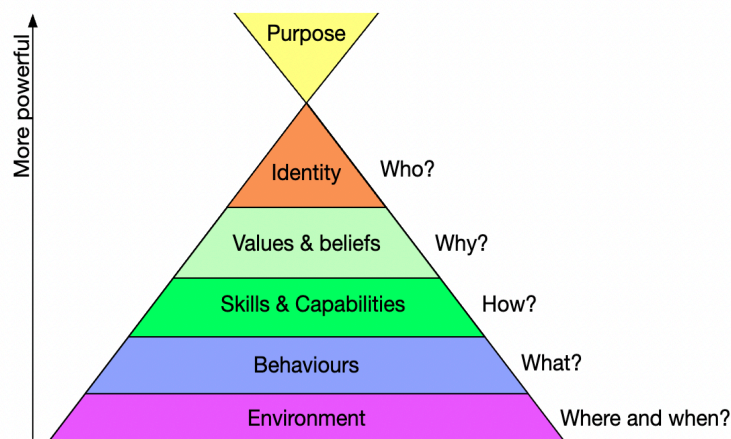 More powerful
Purpose
Identity
Who?
Values & beliefs
Why?
Skills & Capabilities
How?
Behaviours
What?
Environment
Where and when?